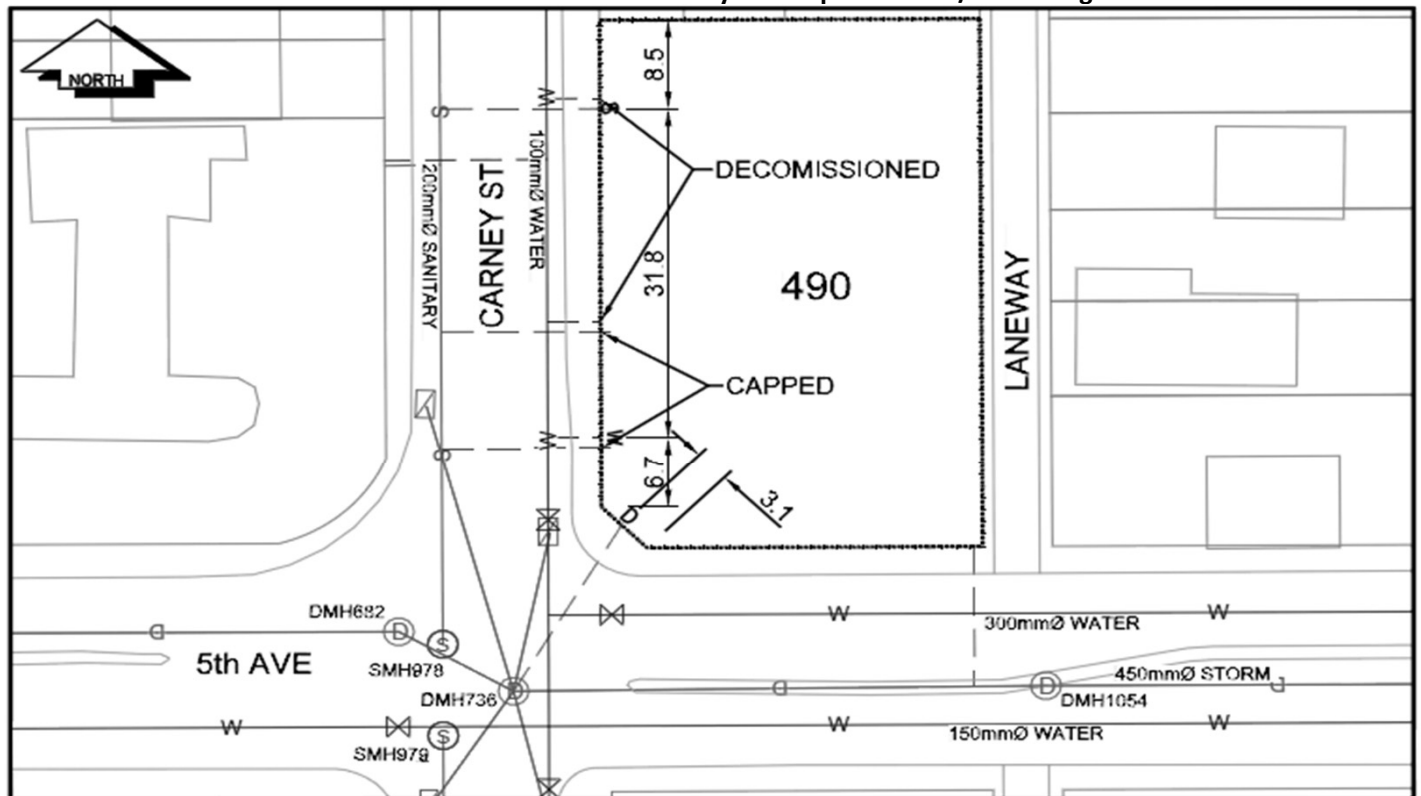 NORTH
8.5
S
W
S
DECOMISSIONED
100mmØ WATER
CARNEY ST
200mmØ SANITARY
31.8
490
LANEWAY
CAPPED
W
W
S
6.7
3.1
D
DMH682
D
D
S
W
W
300mmØ WATER
5th AVE
SMH978
450mmØ STORM
DMH736
D
D
D
DMH1054
W
W
W
S
SMH979
150mmØ WATER